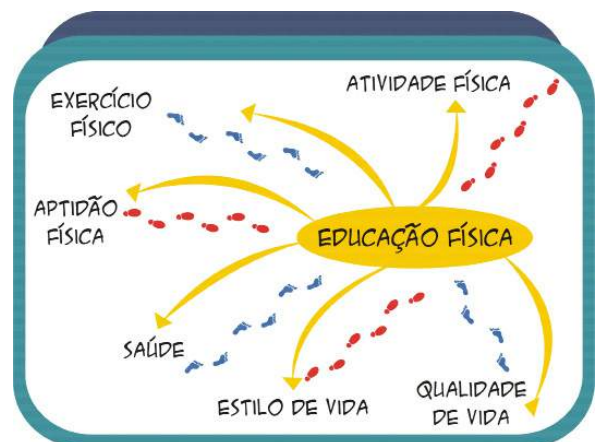 EXERCÍCIO
FÍSICO
ATIVIDADE FÍSICA
APTIDÃO
FÍSICA
EDUCAÇÃO FÍSICA
SAÚDE
ESTILO DE VIDA
QUALIDADE
DE VIDA